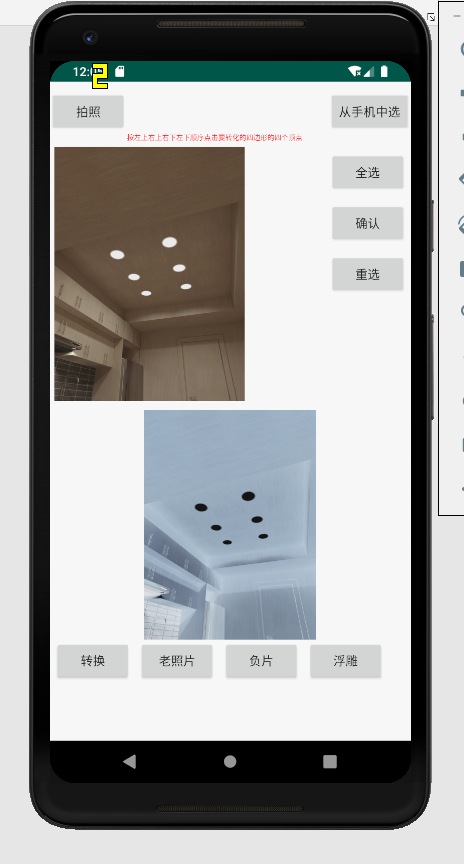 拍照
从手机中选
按左上右上右下左下顺序点击要转化的四边形的四个顶点
全选
确认
重选
转换
老照片
负片
浮雕